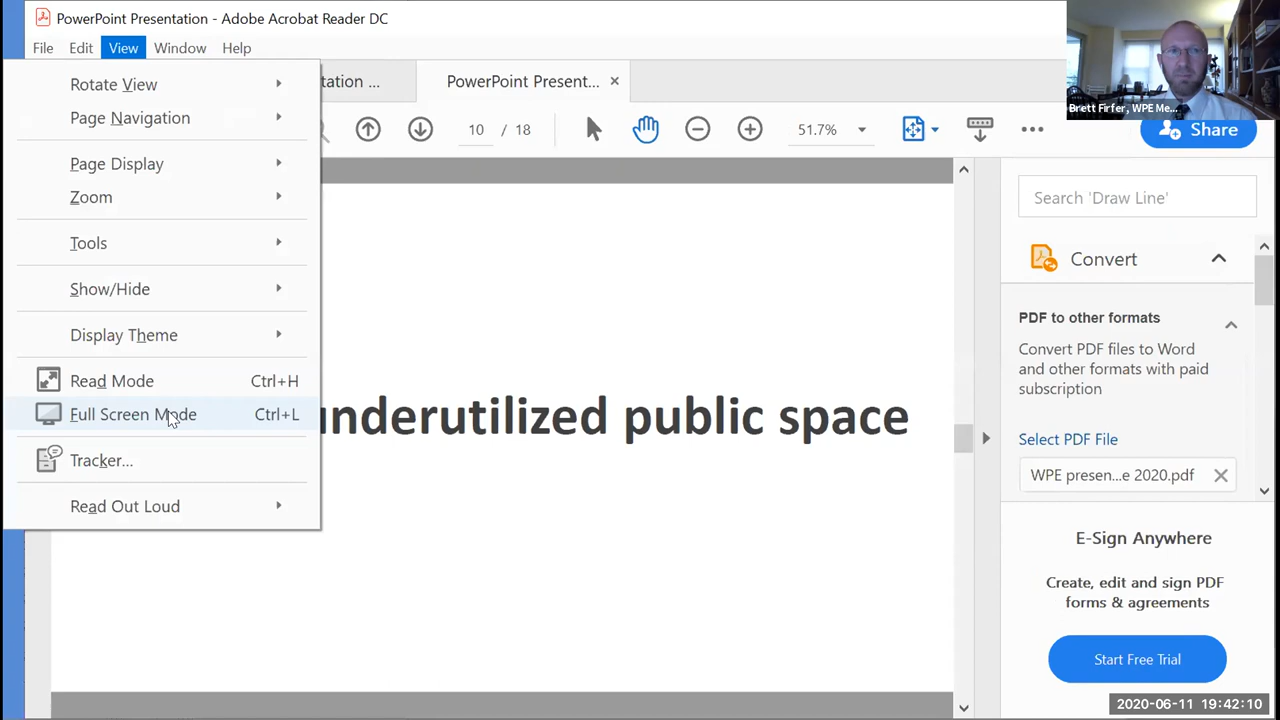 PowerPoint Presentation - Adobe Acrobat Reader DC
File Edit View Window Help
Rotate View
Page Navigation
Page Display
Zoom
Tools
Show/Hide
Display Theme
Read Mode Ctrl+H
Full Screen Mode Ctrl+L
Tracker...
Read Out Loud
tation ...
PowerPoint Present... ×
10 / 18
51.7%
Brett Firfer, WPE Me...
Share
underutilized public space
Search 'Draw Line'
Convert
PDF to other formats
Convert PDF files to Word
and other formats with paid
subscription
Select PDF File
WPE presen...e 2020.pdf
E-Sign Anywhere
Create, edit and sign PDF
forms & agreements
Start Free Trial
2020-06-11 19:42:10